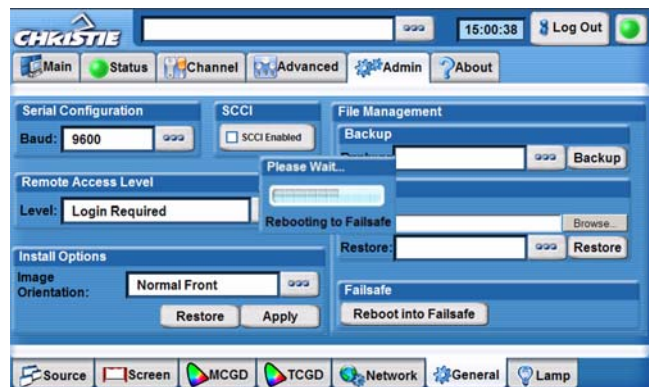 CHRISTIE
15:00:38
Log Out
Main
Status
Channel
Advanced
Admin
About
Serial Configuration
Baud: 9600
SCCI
SCCI Enabled
File Management
Backup
Backup
Please Wait...
Rebooting to Failsafe
Remote Access Level
Level: Login Required
Browse...
Restore:
Restore
Install Options
Image Orientation: Normal Front
Restore
Apply
Failsafe
Reboot into Failsafe
Source
Screen
MCGD
TCGD
Network
General
Lamp